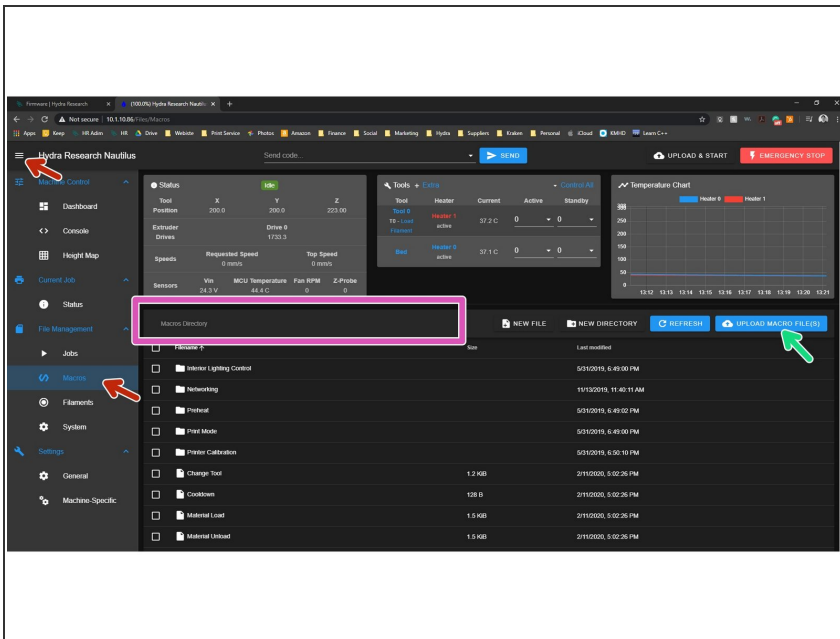 Firmware | Hydra Research
(100.0%) Hydra Research Nautilu
Not secure | 10.1.10.86/Files/Macros
Apps Keep HR Admin HR Drive Webiste Print Service Photos Amazon Finance Social Marketing Hydra Suppliers Kraken Personal iCloud KMHD Learn C++
Hydra Research Nautilus Send code... SEND UPLOAD & START EMERGENCY STOP
Machine Control
Dashboard
Console
Height Map
Current Job
Status
File Management
Jobs
Macros
Filaments
System
Settings
General
Machine-Specific
Status Idle
Tool Position X Y Z
200.0 200.0 223.00
Extruder Drives Drive 0
1733.3
Speeds Requested Speed Top Speed
0 mm/s 0 mm/s
Sensors Vin MCU Temperature Fan RPM Z-Probe
24.3 V 44.4 C 0 0
Tools + Extra Control All
Tool Heater Current Active Standby
Tool 0 Heater 1 37.2 C 0 0
T0 - Load Filament active
Bed Heater 0 37.1 C 0 0
active
Temperature Chart
Heater 0 Heater 1
300
250
200
150
100
50
0
13:12 13:13 13:14 13:15 13:16 13:17 13:18 13:19 13:20 13:21
Macros Directory NEW FILE NEW DIRECTORY REFRESH UPLOAD MACRO FILE(S)
Filename Size Last modified
Interior Lighting Control 5/31/2019, 6:49:00 PM
Networking 11/13/2019, 11:40:11 AM
Preheat 5/31/2019, 6:49:02 PM
Print Mode 5/31/2019, 6:49:00 PM
Printer Calibration 5/31/2019, 6:50:10 PM
Change Tool 1.2 KiB 2/11/2020, 5:02:26 PM
Cooldown 128 B 2/11/2020, 5:02:26 PM
Material Load 1.5 KiB 2/11/2020, 5:02:26 PM
Material Unload 1.5 KiB 2/11/2020, 5:02:26 PM